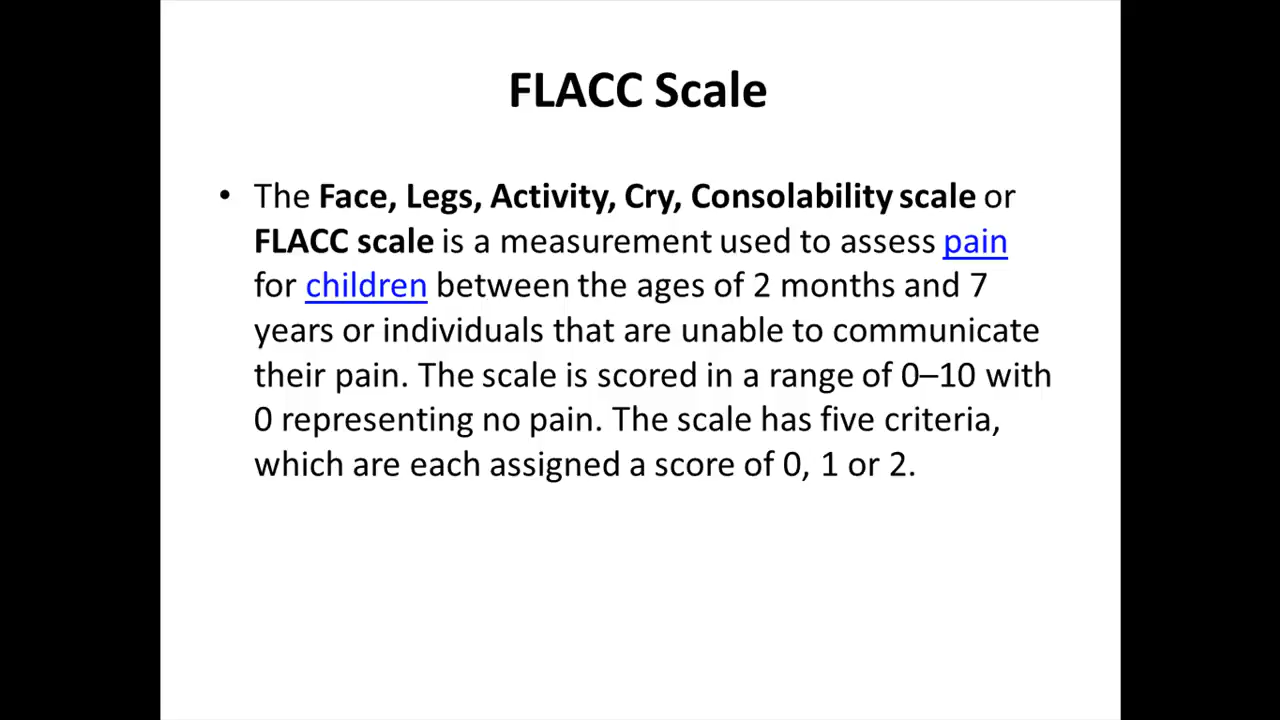 FLACC Scale
• The Face, Legs, Activity, Cry, Consolability scale or
FLACC scale is a measurement used to assess pain
for children between the ages of 2 months and 7
years or individuals that are unable to communicate
their pain. The scale is scored in a range of 0–10 with
0 representing no pain. The scale has five criteria,
which are each assigned a score of 0, 1 or 2.